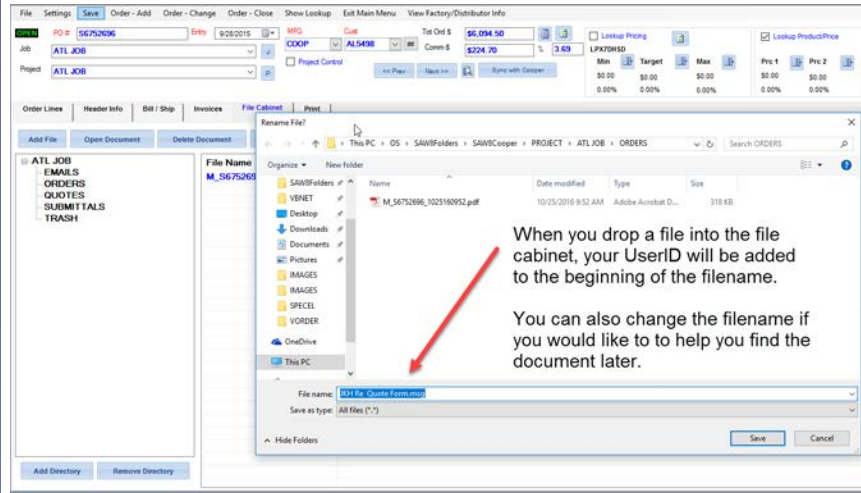 File Settings Save Order - Add Order - Change Order - Close Show Lookup Exit Main Menu View Factory/Distributor Info
OPEN PO # S6752696 Entry 9/28/2015 MFG Cust Tot Ord $ $6,094.50 Lookup Pricing Lookup Product/Price
Job ATL JOB COOP AL5498 Comm $ $224.70 % 3.69 LPX70HSD
Project Control Min Target Max Prc 1 Prc 2
Project ATL JOB P << Prev Next >> Sync with Cooper $0.00 $0.00 $0.00 $0.00 $0.00
0.00% 0.00% 0.00% 0.00% 0.00%
Order Lines Header Info Bill / Ship Invoices File Cabinet Print
Rename File?
Add File Open Document Delete Document
This PC > OS > SAW8Folders > SAW8Cooper > PROJECT > ATL JOB > ORDERS Search ORDERS
ATL JOB
EMAILS
ORDERS
QUOTES
SUBMITTALS
TRASH
File Name
M_S675269
Organize New folder
SAW8Folders
VBNET
Desktop
Downloads
Documents
Pictures
IMAGES
IMAGES
SPECEL
VORDER
OneDrive
This PC
Name Date modified Type Size
M_S6752696_1025160952.pdf 10/25/2016 9:52 AM Adobe Acrobat D... 318 KB
When you drop a file into the file
cabinet, your UserID will be added
to the beginning of the filename.
You can also change the filename if
you would like to to help you find the
document later.
File name: JKH Re Quote Form.msg
Save as type: All files (*.*)
Hide Folders Save Cancel
Add Directory Remove Directory